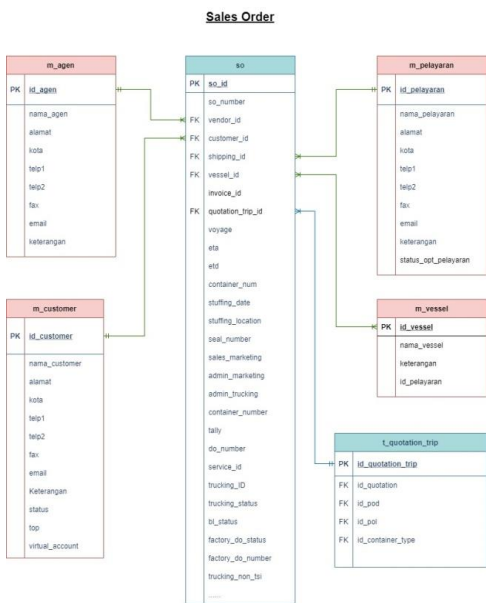 Sales Order
m_agen
PK id_agen
nama_agen
alamat
kota
telp1
telp2
fax
email
keterangan
m_customer
PK id_customer
nama_customer
alamat
kota
telp1
telp2
fax
email
Keterangan
status
top
virtual_account
so
PK so_id
so_number
FK vendor_id
FK customer_id
FK shipping_id
FK vessel_id
invoice_id
FK quotation_trip_id
voyage
eta
etd
container_num
stuffing_date
stuffing_location
seal_number
sales_marketing
admin_marketing
admin_trucking
container_number
tally
do_number
service_id
trucking_ID
trucking_status
bl_status
factory_do_status
factory_do_number
trucking_non_tsi
......
m_pelayaran
PK id_pelayaran
nama_pelayaran
alamat
kota
telp1
telp2
fax
email
keterangan
status_opt_pelayaran
m_vessel
PK id_vessel
nama_vessel
keterangan
id_pelayaran
t_quotation_trip
PK id_quotation_trip
FK id_quotation
FK id_pod
FK id_pol
FK id_container_type